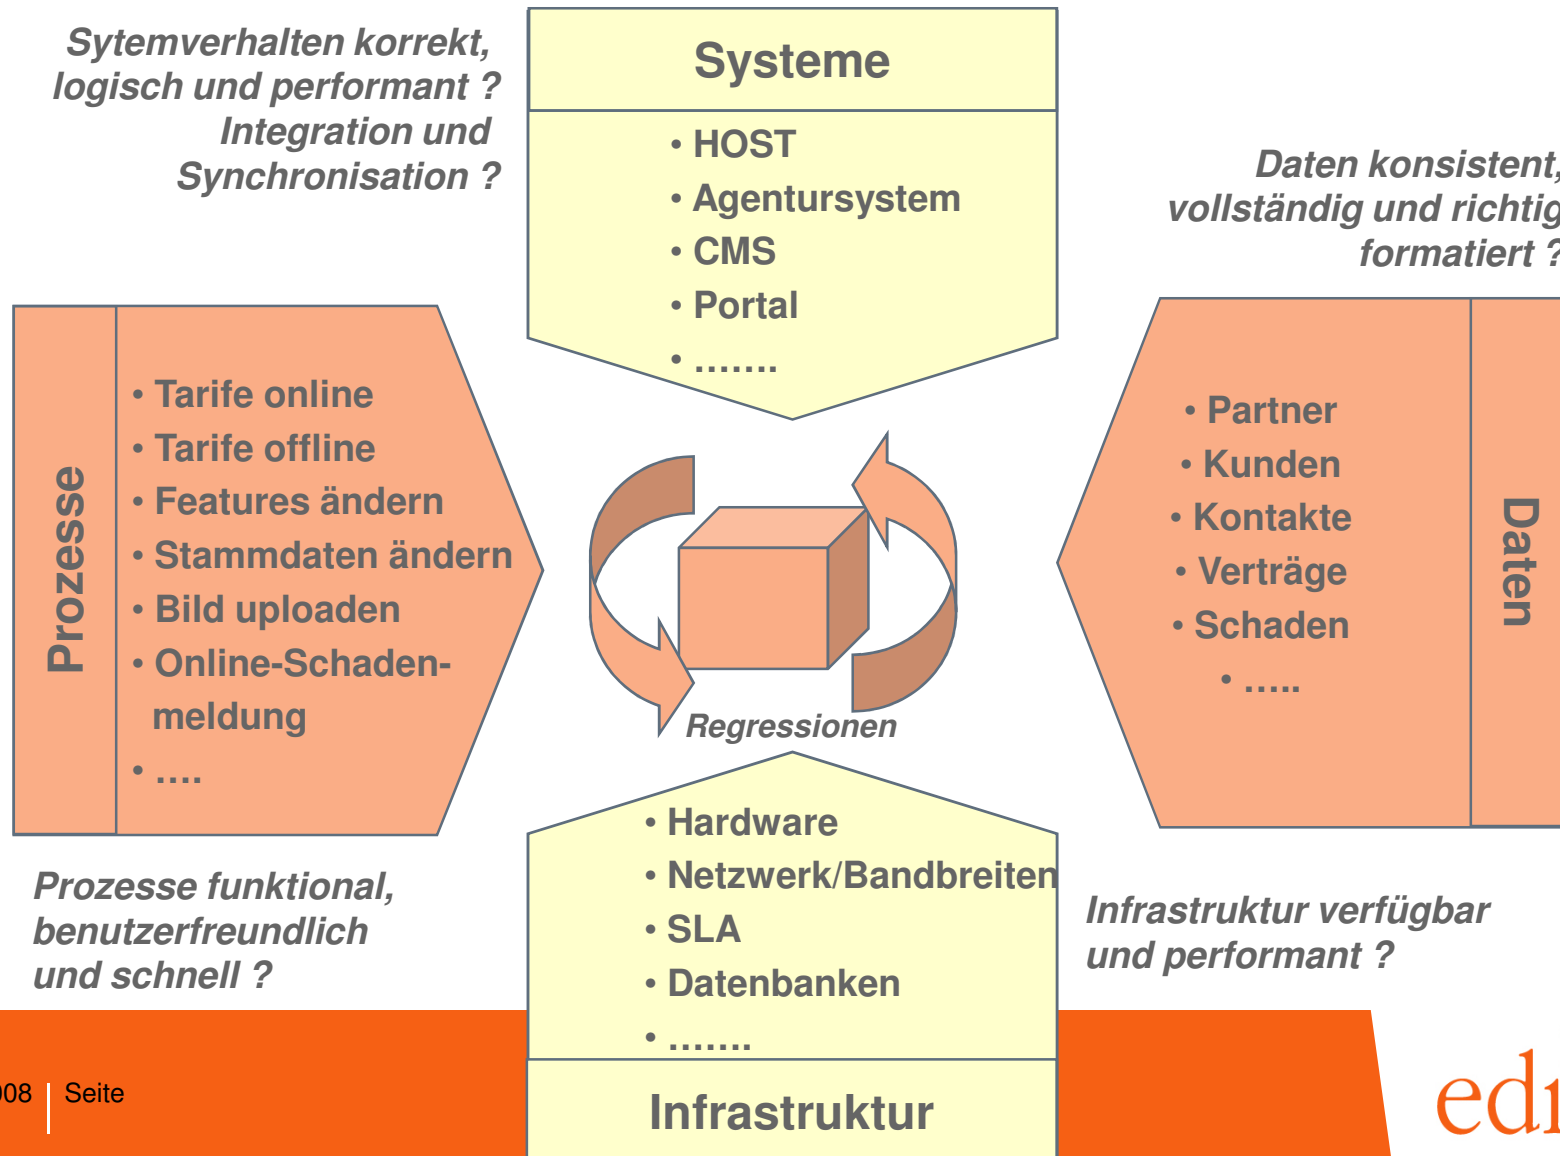 Sytemverhalten korrekt,
logisch und performant ?
Integration und
Synchronisation ?
Systeme
• HOST
• Agentursystem
• CMS
• Portal
• …….
Daten konsistent,
vollständig und richtig
formatiert ?
Prozesse
• Tarife online
• Tarife offline
• Features ändern
• Stammdaten ändern
• Bild uploaden
• Online-Schaden-
meldung
• ….
Regressionen
• Partner
• Kunden
• Kontakte
• Verträge
• Schaden
• …..
Daten
Prozesse funktional,
benutzerfreundlich
und schnell ?
• Hardware
• Netzwerk/Bandbreiten
• SLA
• Datenbanken
• …….
Infrastruktur
Infrastruktur verfügbar
und performant ?
008 | Seite